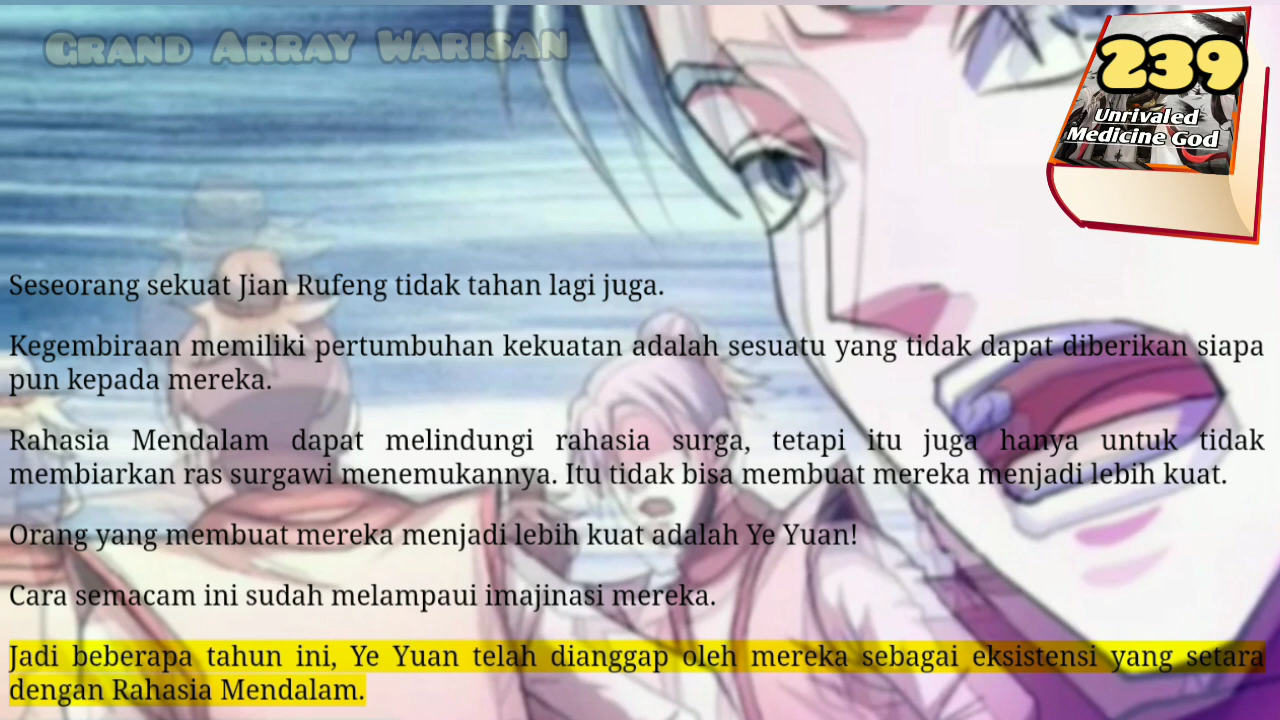 Grand Array Warisan
239
Unrivaled
Medicine God
Seseorang sekuat Jian Rufeng tidak tahan lagi juga.
Kegembiraan memiliki pertumbuhan kekuatan adalah sesuatu yang tidak dapat diberikan siapa
pun kepada mereka.
Rahasia Mendalam dapat melindungi rahasia surga, tetapi itu juga hanya untuk tidak
membiarkan ras surgawi menemukannya. Itu tidak bisa membuat mereka menjadi lebih kuat.
Orang yang membuat mereka menjadi lebih kuat adalah Ye Yuan!
Cara semacam ini sudah melampaui imajinasi mereka.
Jadi beberapa tahun ini, Ye Yuan telah dianggap oleh mereka sebagai eksistensi yang setara
dengan Rahasia Mendalam.